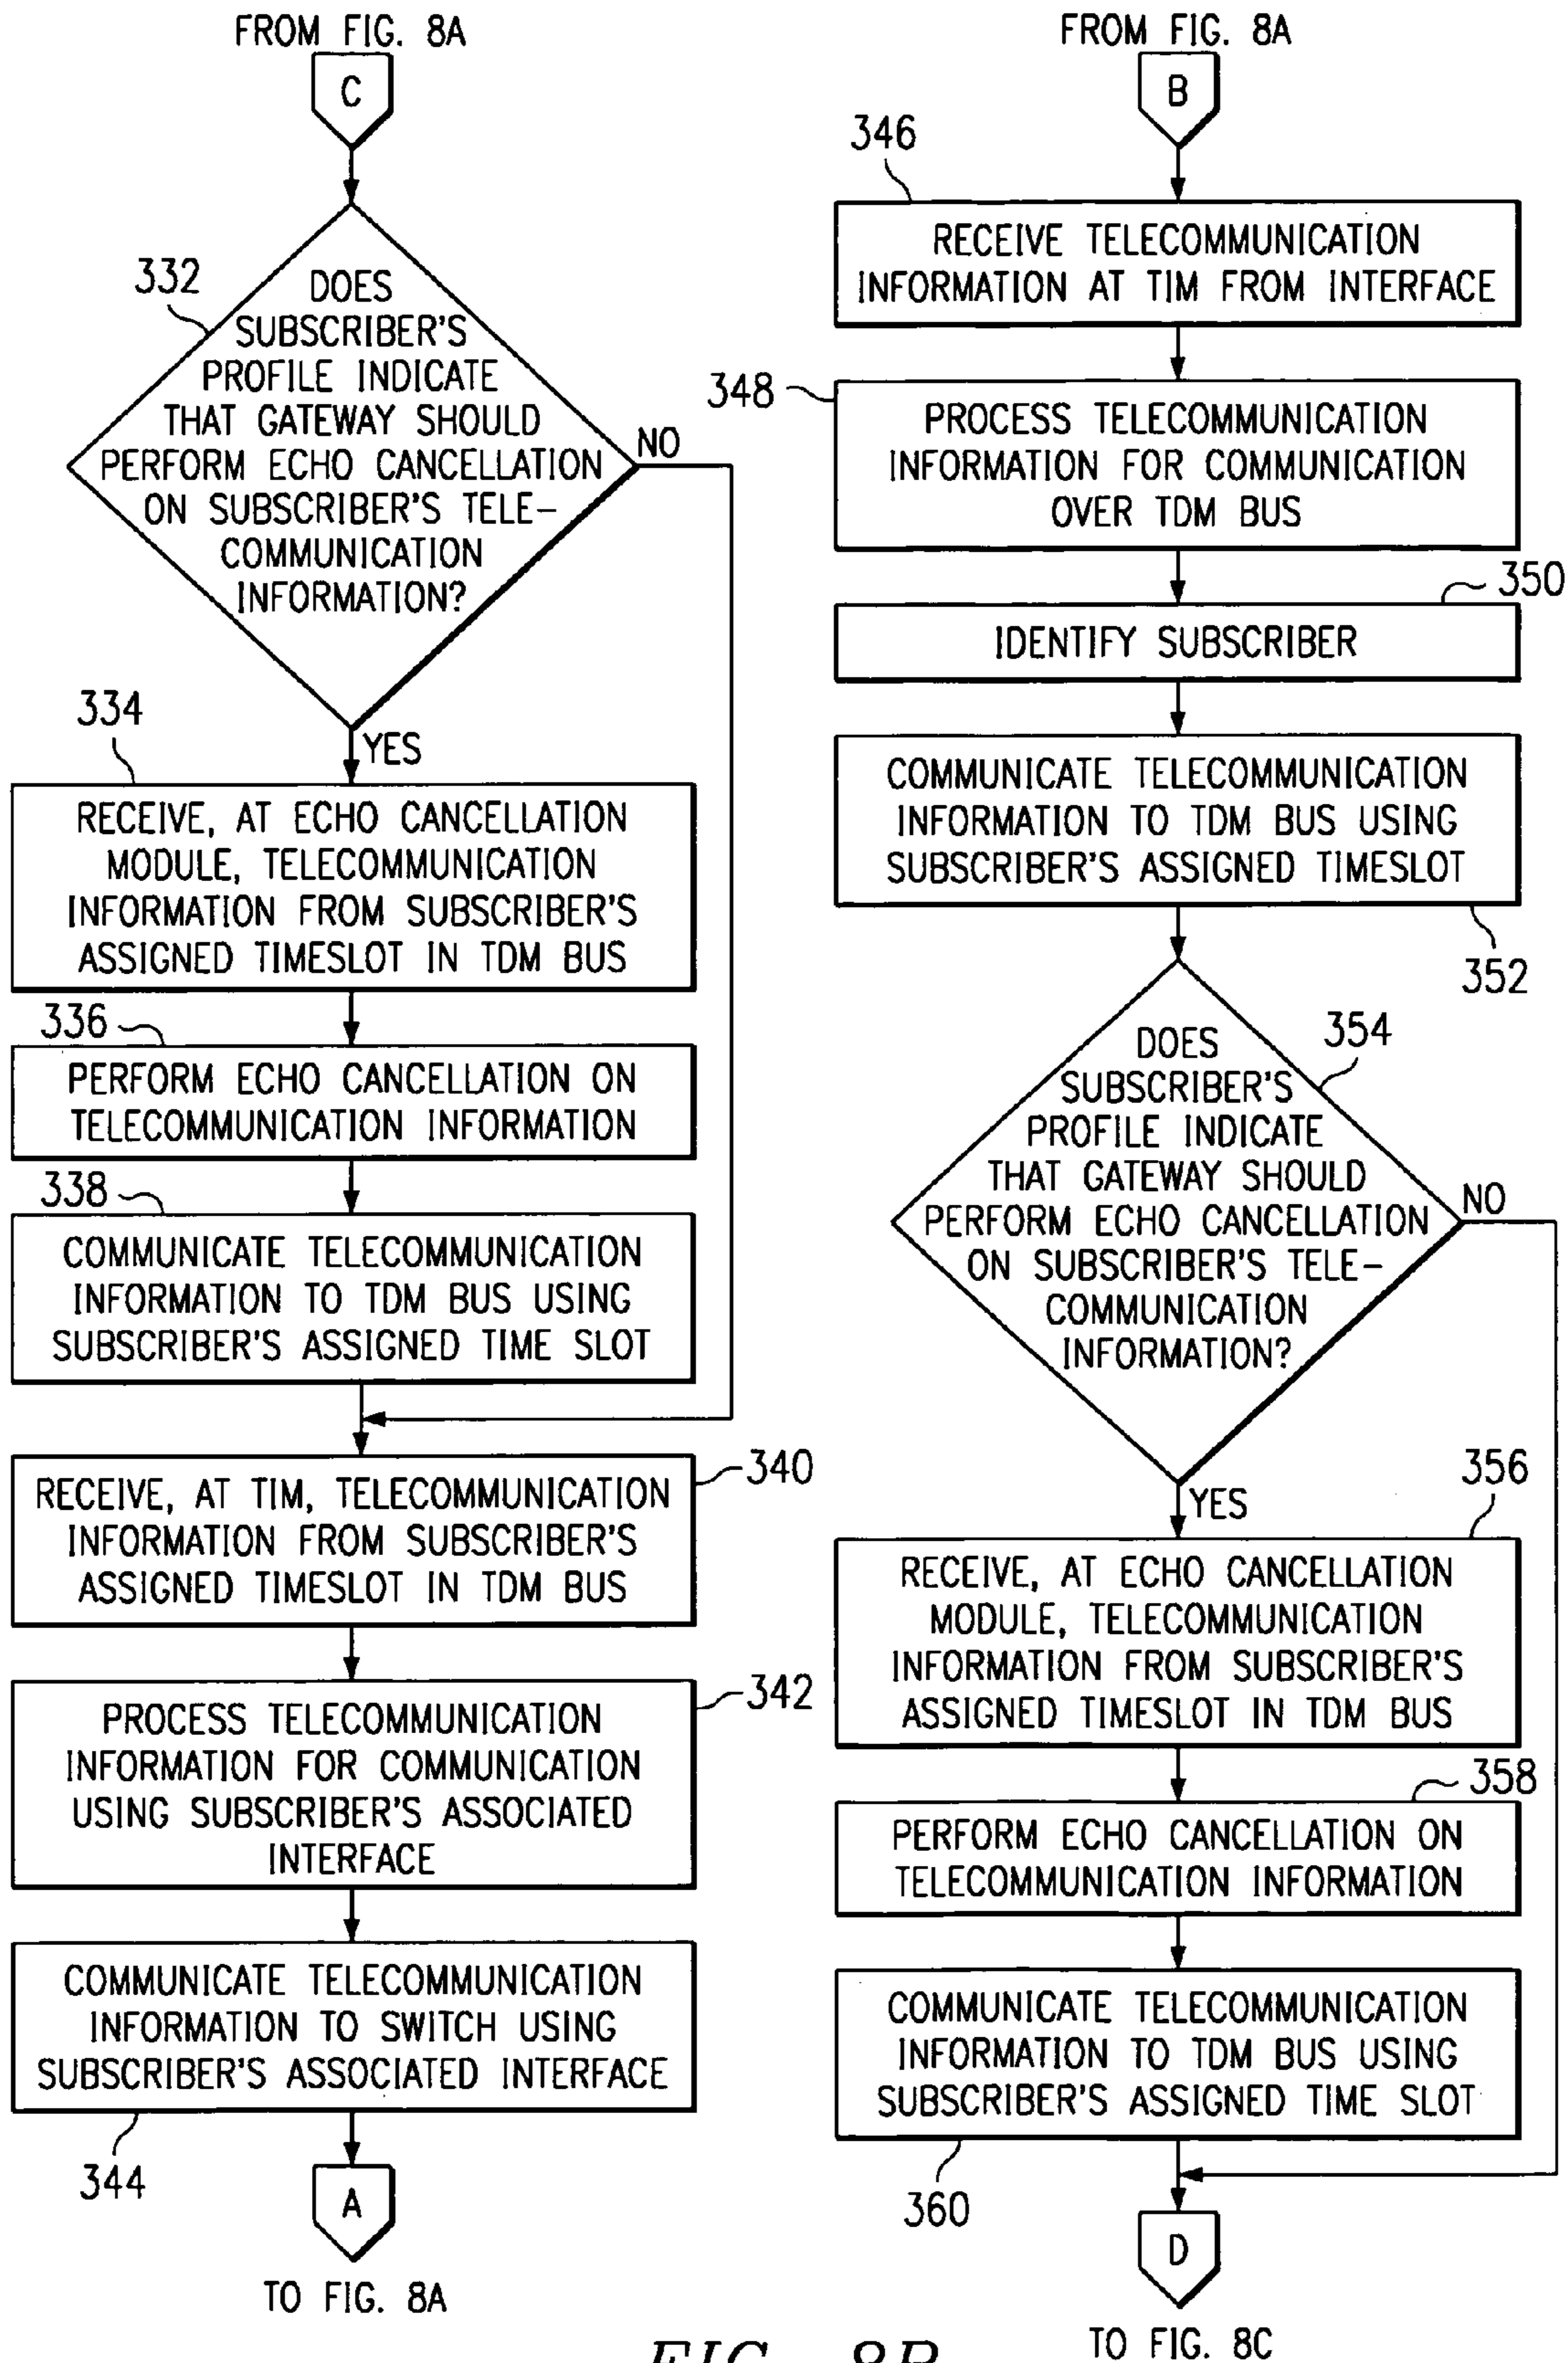 FROM FIG. 8A
C
332
DOES
SUBSCRIBER'S
PROFILE INDICATE
THAT GATEWAY SHOULD
PERFORM ECHO CANCELLATION
ON SUBSCRIBER'S TELE-
COMMUNICATION
INFORMATION?
NO
YES
334
RECEIVE, AT ECHO CANCELLATION
MODULE, TELECOMMUNICATION
INFORMATION FROM SUBSCRIBER'S
ASSIGNED TIMESLOT IN TDM BUS
336
PERFORM ECHO CANCELLATION ON
TELECOMMUNICATION INFORMATION
338
COMMUNICATE TELECOMMUNICATION
INFORMATION TO TDM BUS USING
SUBSCRIBER'S ASSIGNED TIME SLOT
340
RECEIVE, AT TIM, TELECOMMUNICATION
INFORMATION FROM SUBSCRIBER'S
ASSIGNED TIMESLOT IN TDM BUS
342
PROCESS TELECOMMUNICATION
INFORMATION FOR COMMUNICATION
USING SUBSCRIBER'S ASSOCIATED
INTERFACE
COMMUNICATE TELECOMMUNICATION
INFORMATION TO SWITCH USING
SUBSCRIBER'S ASSOCIATED INTERFACE
344
A
TO FIG. 8A
FROM FIG. 8A
B
346
RECEIVE TELECOMMUNICATION
INFORMATION AT TIM FROM INTERFACE
348
PROCESS TELECOMMUNICATION
INFORMATION FOR COMMUNICATION
OVER TDM BUS
350
IDENTIFY SUBSCRIBER
COMMUNICATE TELECOMMUNICATION
INFORMATION TO TDM BUS USING
SUBSCRIBER'S ASSIGNED TIMESLOT
352
354
DOES
SUBSCRIBER'S
PROFILE INDICATE
THAT GATEWAY SHOULD
PERFORM ECHO CANCELLATION
ON SUBSCRIBER'S TELE-
COMMUNICATION
INFORMATION?
NO
YES
356
RECEIVE, AT ECHO CANCELLATION
MODULE, TELECOMMUNICATION
INFORMATION FROM SUBSCRIBER'S
ASSIGNED TIMESLOT IN TDM BUS
358
PERFORM ECHO CANCELLATION ON
TELECOMMUNICATION INFORMATION
COMMUNICATE TELECOMMUNICATION
INFORMATION TO TDM BUS USING
SUBSCRIBER'S ASSIGNED TIME SLOT
360
D
TO FIG. 8C
FIG. 8B